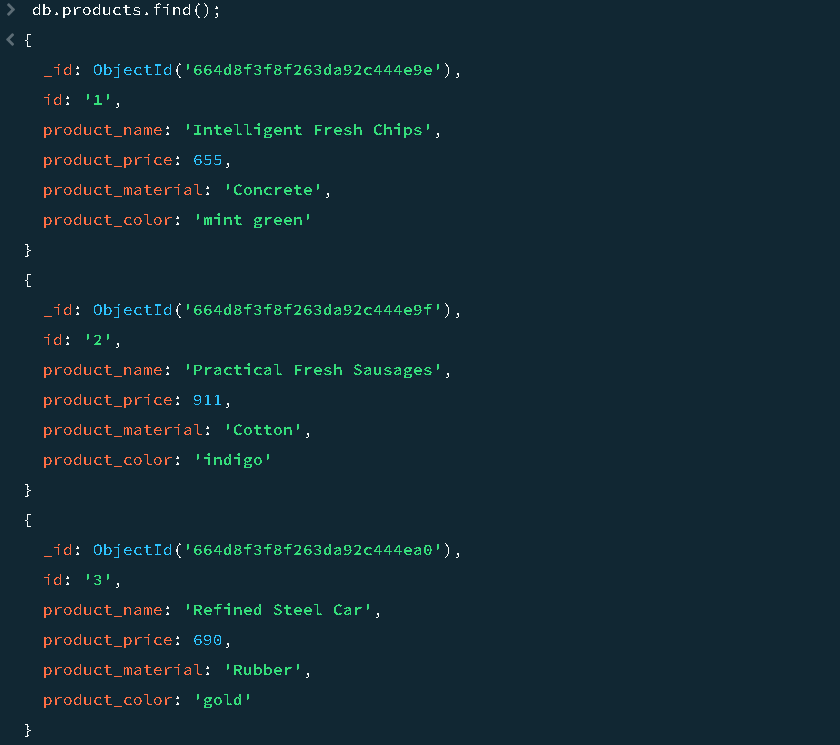 > db.products.find();
< {
_id: ObjectId('664d8f3f8f263da92c444e9e'),
id: '1',
product_name: 'Intelligent Fresh Chips',
product_price: 655,
product_material: 'Concrete',
product_color: 'mint green'
}
{
_id: ObjectId('664d8f3f8f263da92c444e9f'),
id: '2',
product_name: 'Practical Fresh Sausages',
product_price: 911,
product_material: 'Cotton',
product_color: 'indigo'
}
{
_id: ObjectId('664d8f3f8f263da92c444ea0'),
id: '3',
product_name: 'Refined Steel Car',
product_price: 690,
product_material: 'Rubber',
product_color: 'gold'
}